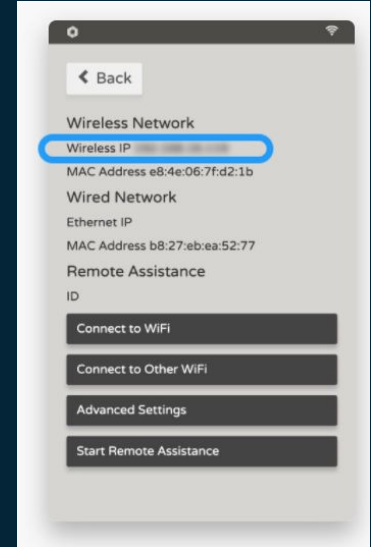 Back
Wireless Network
Wireless IP
MAC Address e8:4e:06:7f:d2:1b
Wired Network
Ethernet IP
MAC Address b8:27:eb:ea:52:77
Remote Assistance
ID
Connect to WiFi
Connect to Other WiFi
Advanced Settings
Start Remote Assistance